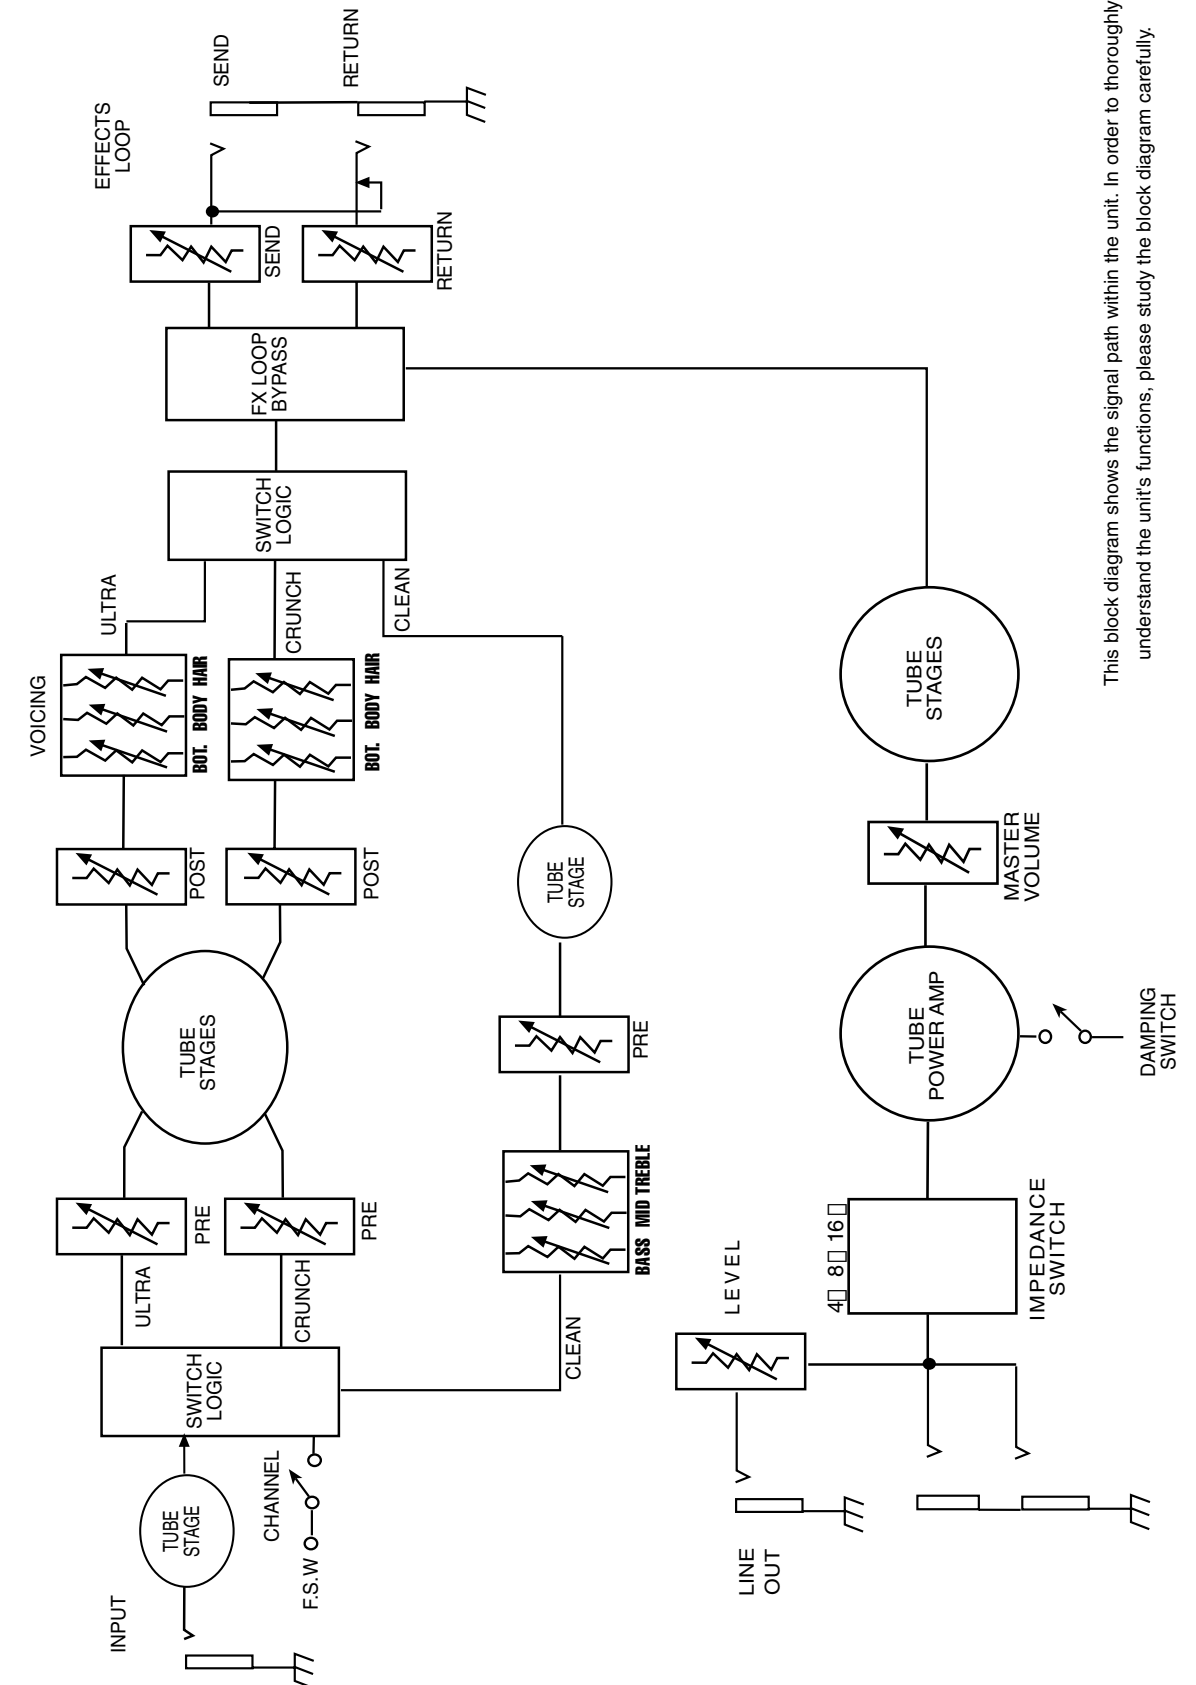 INPUT
TUBE
STAGE
F.S.W
CHANNEL
SWITCH
LOGIC
ULTRA
CRUNCH
CLEAN
PRE
PRE
BASS MID TREBLE
TUBE
STAGES
PRE
POST
POST
TUBE
STAGE
VOICING
BOT. BODY HAIR
BOT. BODY HAIR
ULTRA
CRUNCH
CLEAN
SWITCH
LOGIC
FX LOOP
BYPASS
SEND
RETURN
EFFECTS
LOOP
SEND
RETURN
LINE
OUT
LEVEL
4□ 8□ 16□
IMPEDANCE
SWITCH
TUBE
POWER AMP
DAMPING
SWITCH
MASTER
VOLUME
TUBE
STAGES
This block diagram shows the signal path within the unit. In order to thoroughly
understand the unit's functions, please study the block diagram carefully.